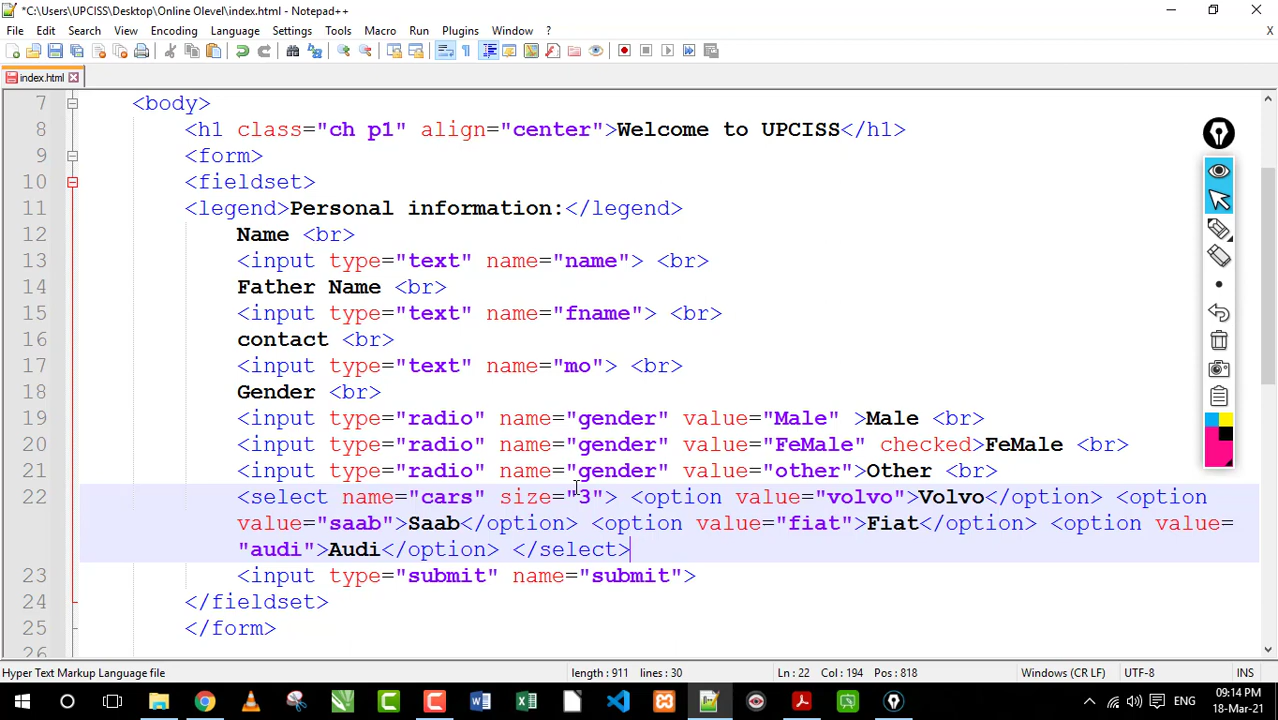 *C:\Users\UPCISS\Desktop\Online Olevel\index.html - Notepad++
File Edit Search View Encoding Language Settings Tools Macro Run Plugins Window ?
X
index.html
7 <body>
8 <h1 class="ch p1" align="center">Welcome to UPCISS</h1>
9 <form>
10 <fieldset>
11 <legend>Personal information:</legend>
12 Name <br>
13 <input type="text" name="name"> <br>
14 Father Name <br>
15 <input type="text" name="fname"> <br>
16 contact <br>
17 <input type="text" name="mo"> <br>
18 Gender <br>
19 <input type="radio" name="gender" value="Male" >Male <br>
20 <input type="radio" name="gender" value="FeMale" checked>FeMale <br>
21 <input type="radio" name="gender" value="other">Other <br>
22 <select name="cars" size="3"> <option value="volvo">Volvo</option> <option
value="saab">Saab</option> <option value="fiat">Fiat</option> <option value=
"audi">Audi</option> </select>
23 <input type="submit" name="submit">
24 </fieldset>
25 </form>
26
Hyper Text Markup Language file length : 911 lines : 30 Ln : 22 Col : 194 Pos : 818 Windows (CR LF) UTF-8 INS
ENG
09:14 PM
18-Mar-21